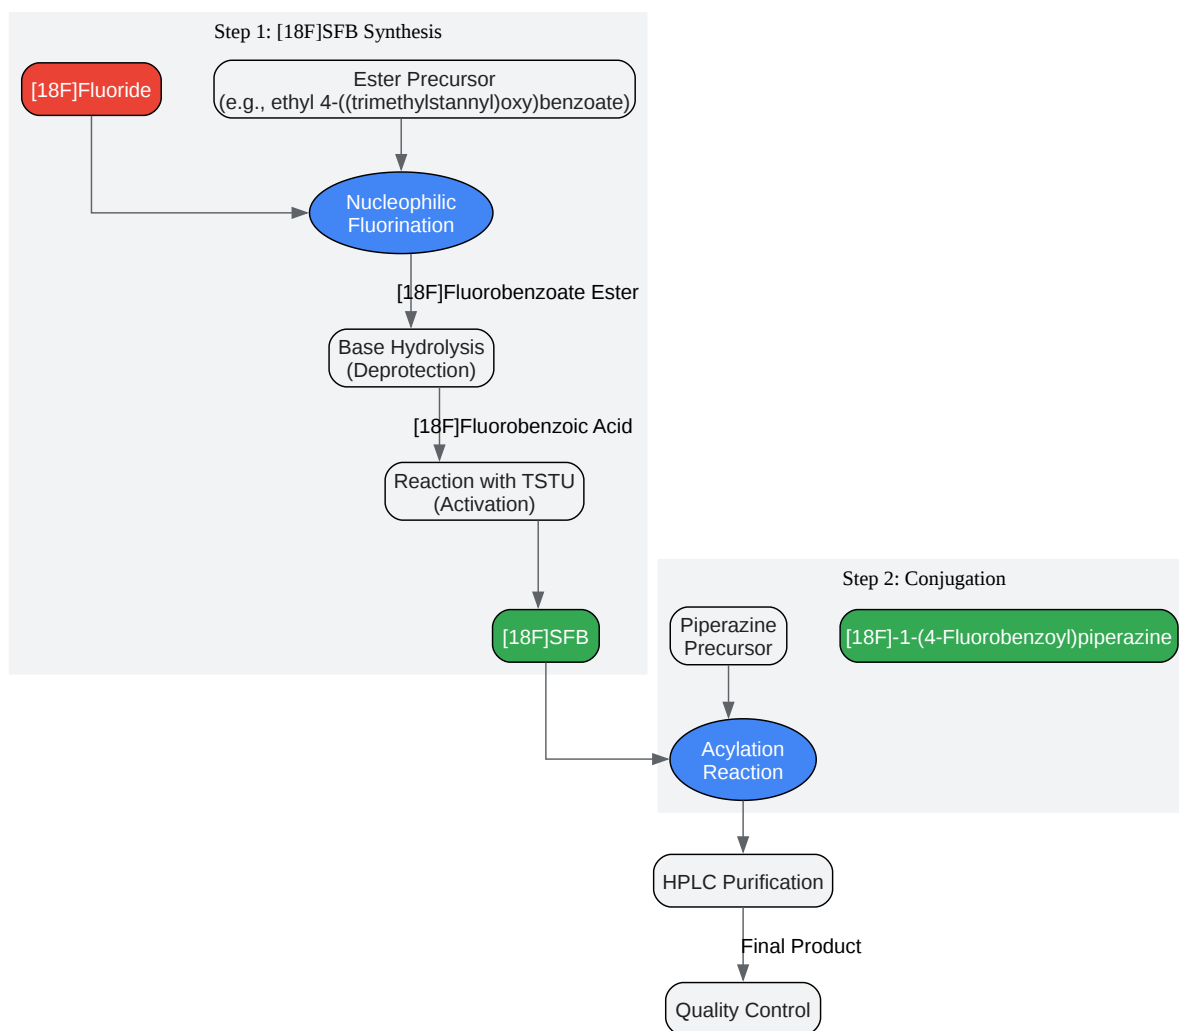 Step 1: [18F]SFB Synthesis
[18F]Fluoride
Ester Precursor
(e.g., ethyl 4-((trimethylstannyl)oxy)benzoate)
Nucleophilic
Fluorination
[18F]Fluorobenzoate Ester
Base Hydrolysis
(Deprotection)
[18F]Fluorobenzoic Acid
Reaction with TSTU
(Activation)
[18F]SFB
Step 2: Conjugation
Piperazine
Precursor
[18F]-1-(4-Fluorobenzoyl)piperazine
Acylation
Reaction
HPLC Purification
Final Product
Quality Control